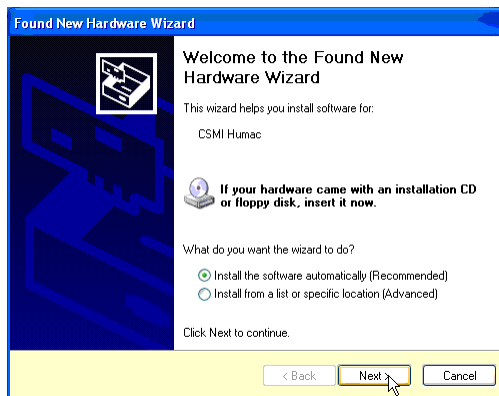 Found New Hardware Wizard
Welcome to the Found New
Hardware Wizard
This wizard helps you install software for:
CSMI Humac
If your hardware came with an installation CD
or floppy disk, insert it now.
What do you want the wizard to do?
Install the software automatically (Recommended)
Install from a list or specific location (Advanced)
Click Next to continue.
< Back
Next >
Cancel